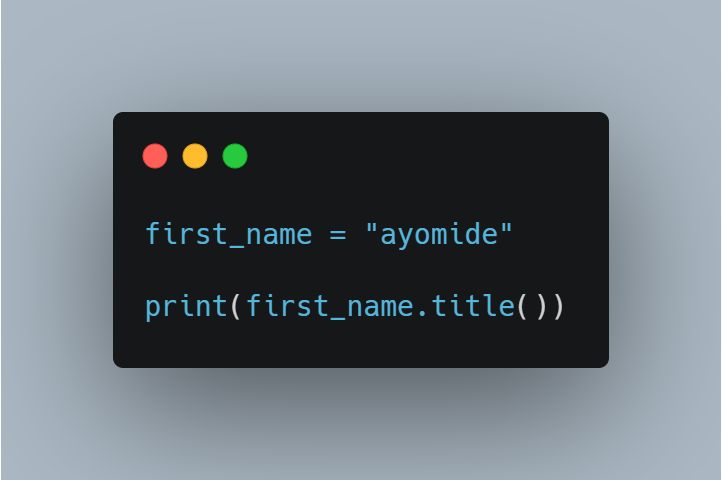 first_name = "ayomide"
print(first_name.title())